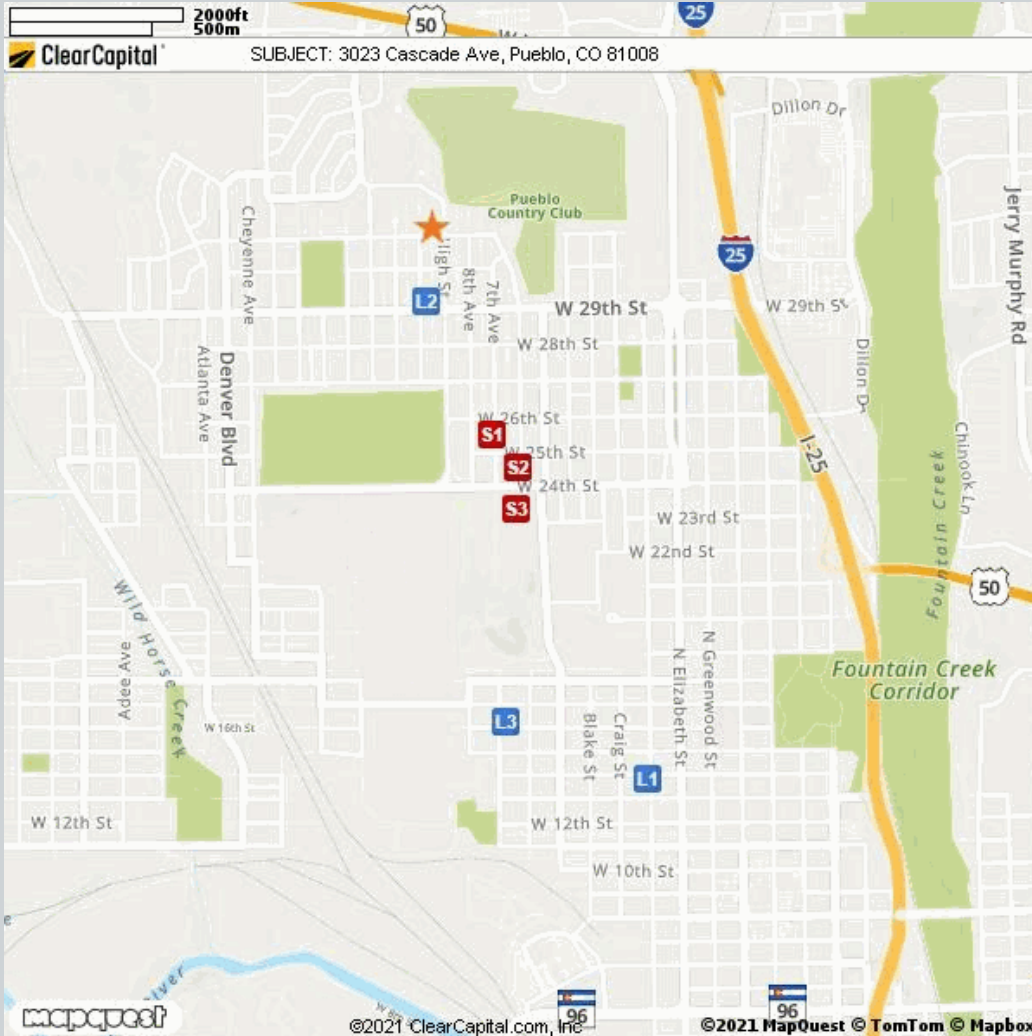 2000ft
500m
50
25
ClearCapital
SUBJECT: 3023 Cascade Ave, Pueblo, CO 81008
Dillon Dr
Pueblo
Country Club
Jerry Murphy Rd
Cheyenne Ave
High St
8th Ave
7th Ave
25
L2
W 29th St
W 29th St
W 28th St
Dillon Dr
Atlanta Ave
Denver Blvd
W 26th St
S1
W 25th St
S2
W 24th St
I-25
Chinook Ln
S3
W 23rd St
W 22nd St
Fountain Creek
50
Wild Horse Creek
Adee Ave
N Elizabeth St
N Greenwood St
Fountain Creek
Corridor
W 16th St
L3
Blake St
Craig St
L1
W 12th St
W 12th St
W 10th St
96
96
mapquest
©2021 ClearCapital.com, Inc
©2021 MapQuest © TomTom © Mapbo